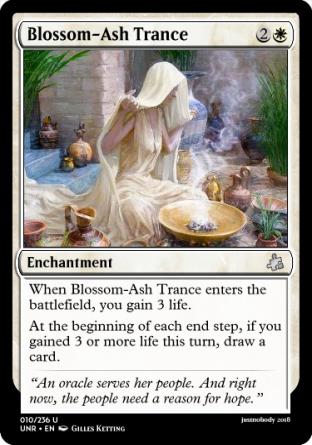 Blossom-Ash Trance 2
Enchantment
When Blossom-Ash Trance enters the
battlefield, you gain 3 life.
At the beginning of each end step, if you
gained 3 or more life this turn, draw a
card.
“An oracle serves her people. And right
now, the people need a reason for hope.”
010/236 U
justnobody 2018
UNR • EN Gilles Ketting